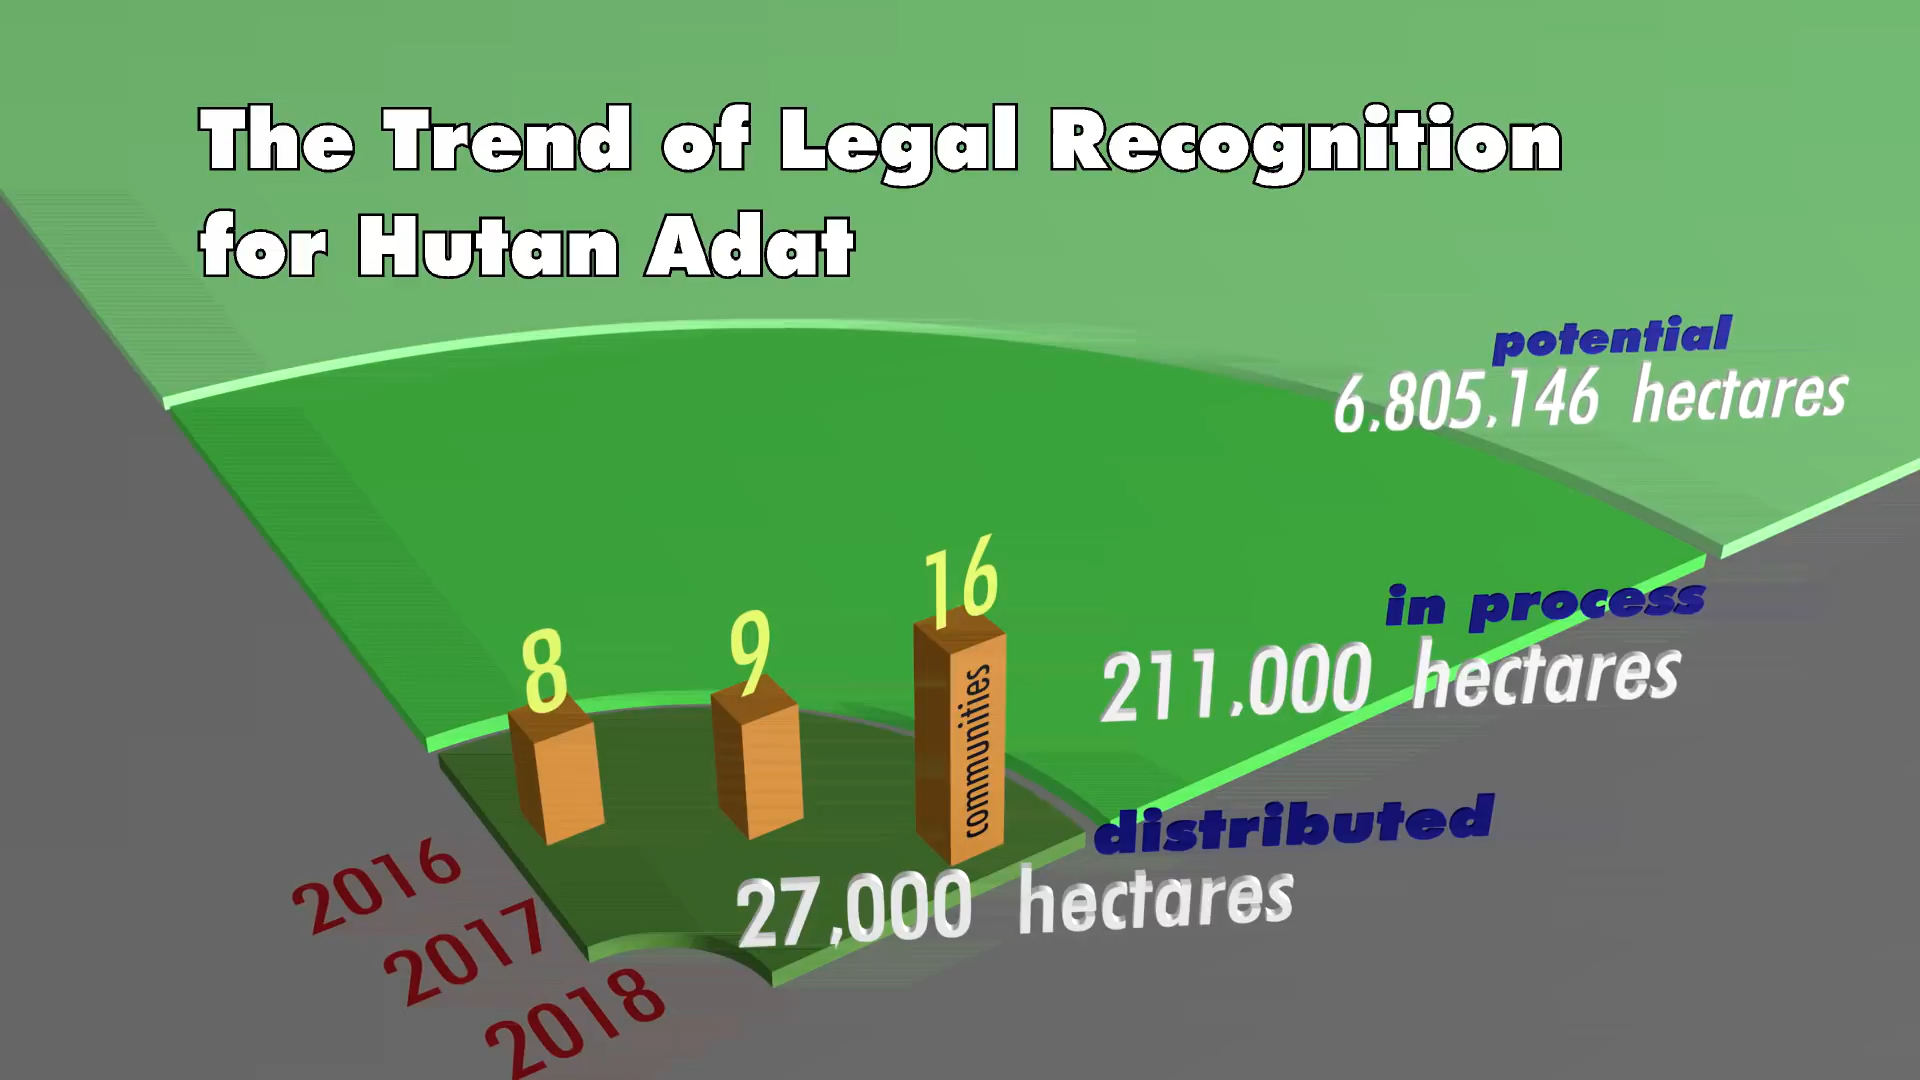 The Trend of Legal Recognition
for Hutan Adat
potential
6,805,146 hectares
in process
211,000 hectares
distributed
27,000 hectares
8
9
16
communities
2016
2017
2018